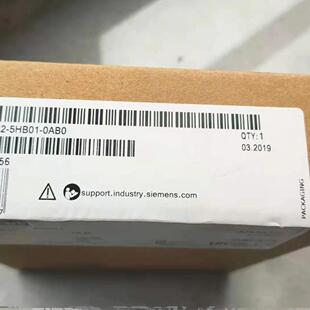 2-5HB01-0AB0
QTY:1
03.2019
56
support.industry.siemens.com
PACKAGING